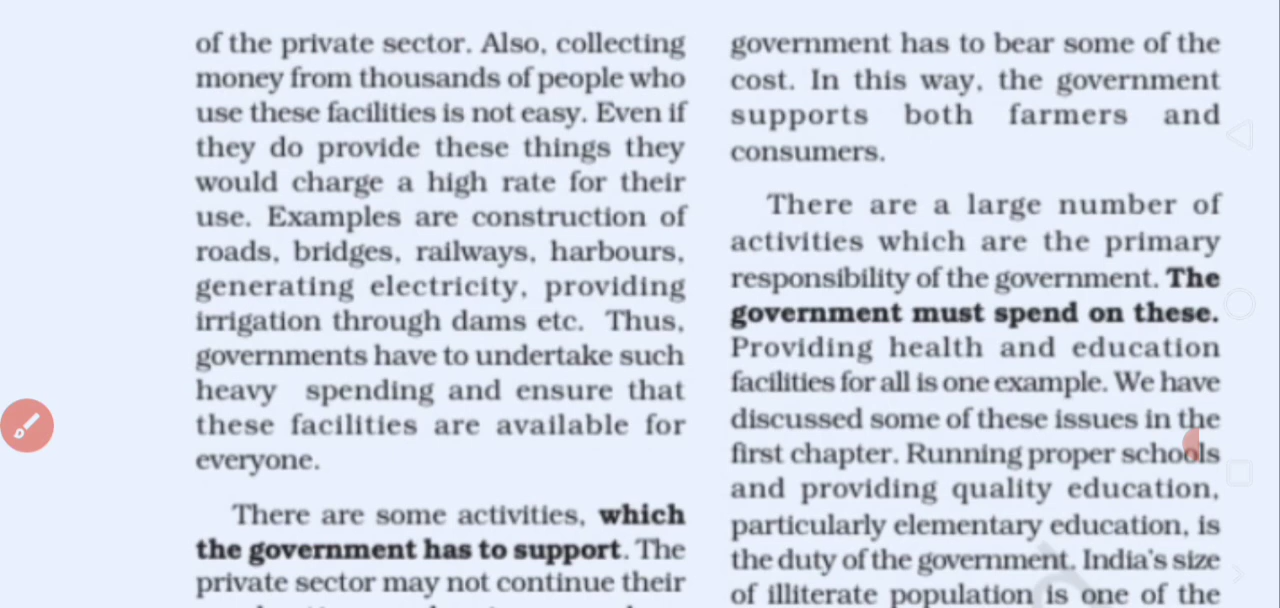 of the private sector. Also, collecting
money from thousands of people who
use these facilities is not easy. Even if
they do provide these things they
would charge a high rate for their
use. Examples are construction of
roads, bridges, railways, harbours,
generating electricity, providing
irrigation through dams etc. Thus,
governments have to undertake such
heavy spending and ensure that
these facilities are available for
everyone.
There are some activities, which
the government has to support. The
private sector may not continue their
government has to bear some of the
cost. In this way, the government
supports both farmers and
consumers.
There are a large number of
activities which are the primary
responsibility of the government. The
government must spend on these.
Providing health and education
facilities for all is one example. We have
discussed some of these issues in the
first chapter. Running proper schools
and providing quality education,
particularly elementary education, is
the duty of the government. India's size
of illiterate population is one of the